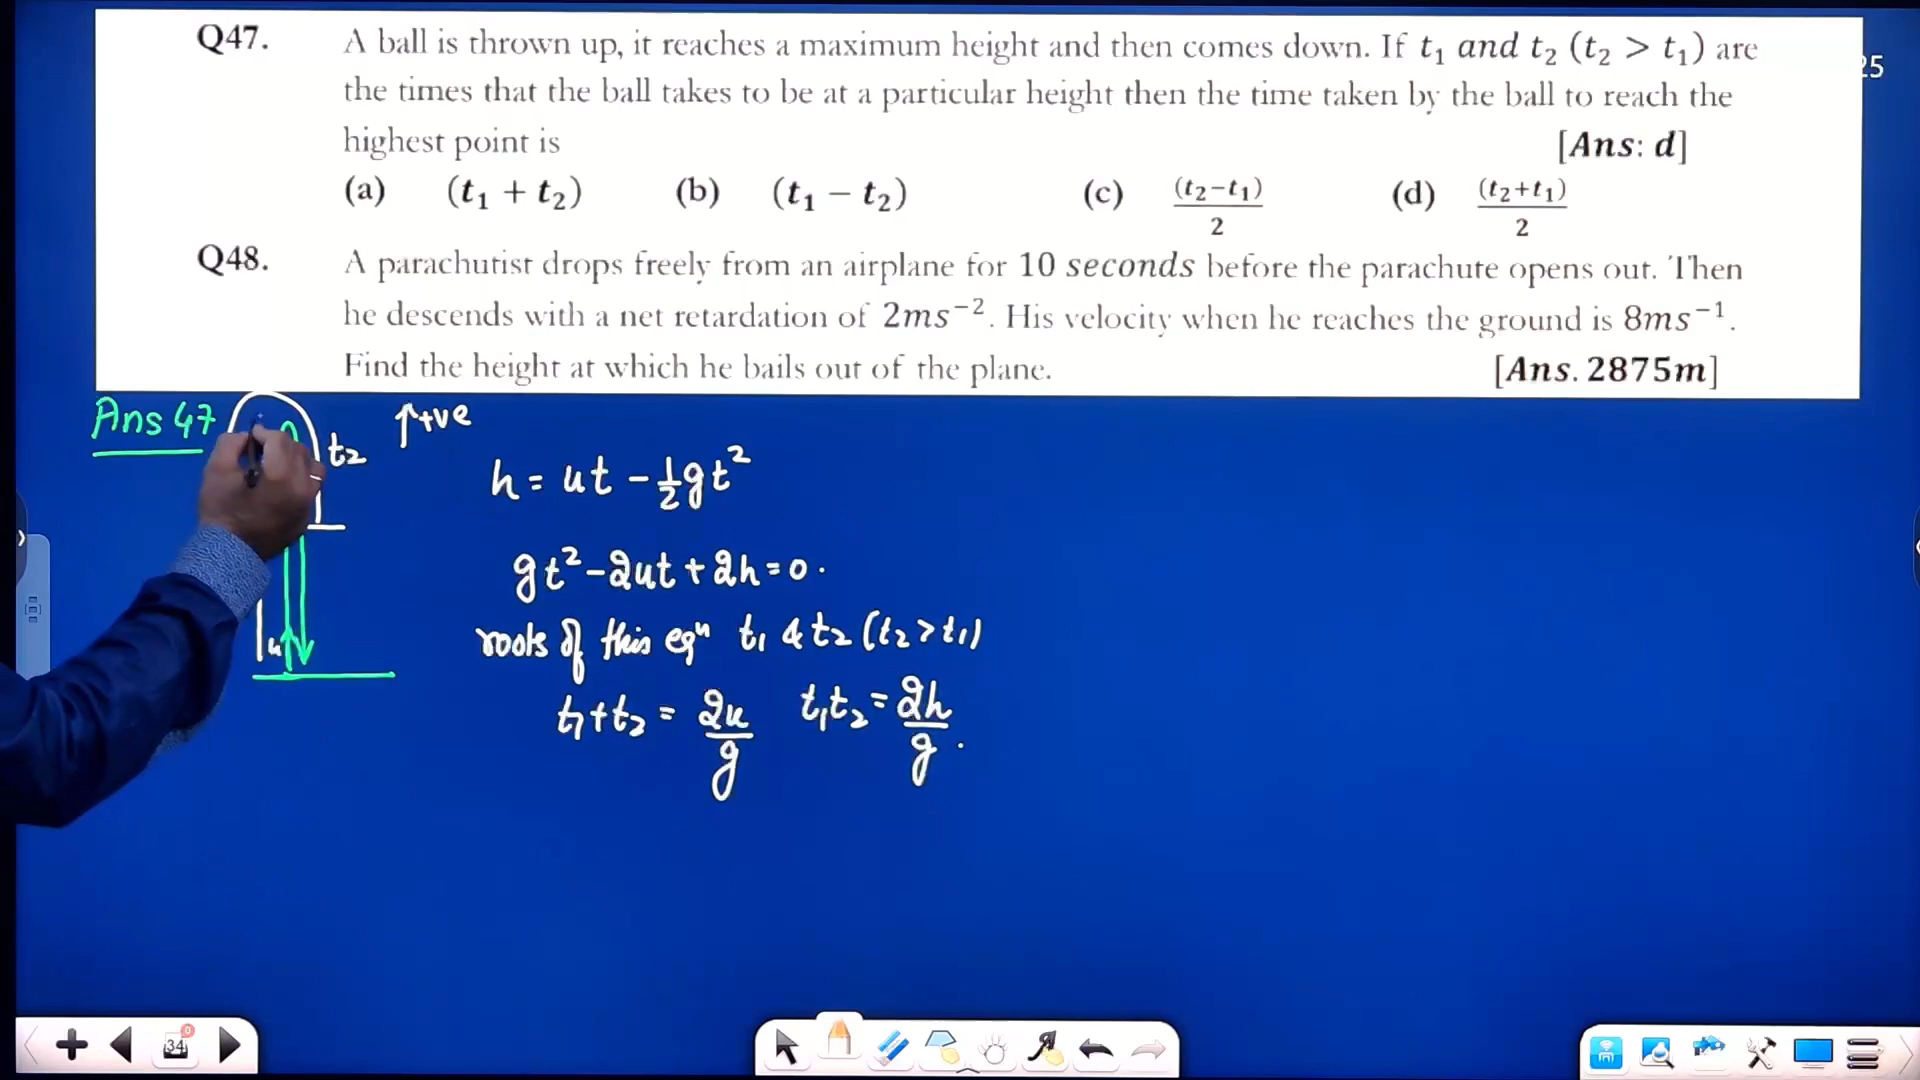 Q47. A ball is thrown up, it reaches a maximum height and then comes down. If t₁ and t₂ (t₂ > t₁) are
25
the times that the ball takes to be at a particular height then the time taken by the ball to reach the
highest point is [Ans: d]
(a) (t₁ + t₂) (b) (t₁ − t₂) (c) (t₂−t₁)/2 (d) (t₂+t₁)/2
Q48. A parachutist drops freely from an airplane for 10 seconds before the parachute opens out. Then
he descends with a net retardation of 2ms⁻². His velocity when he reaches the ground is 8ms⁻¹.
Find the height at which he bails out of the plane. [Ans. 2875m]
Ans 47
↑+ve
t₂
h = ut − ½gt²
gt² − 2ut + 2h = 0.
roots of this eqⁿ t₁ & t₂ (t₂ > t₁)
u
t₁+t₂ = 2u/g t₁t₂ = 2h/g.
34
0